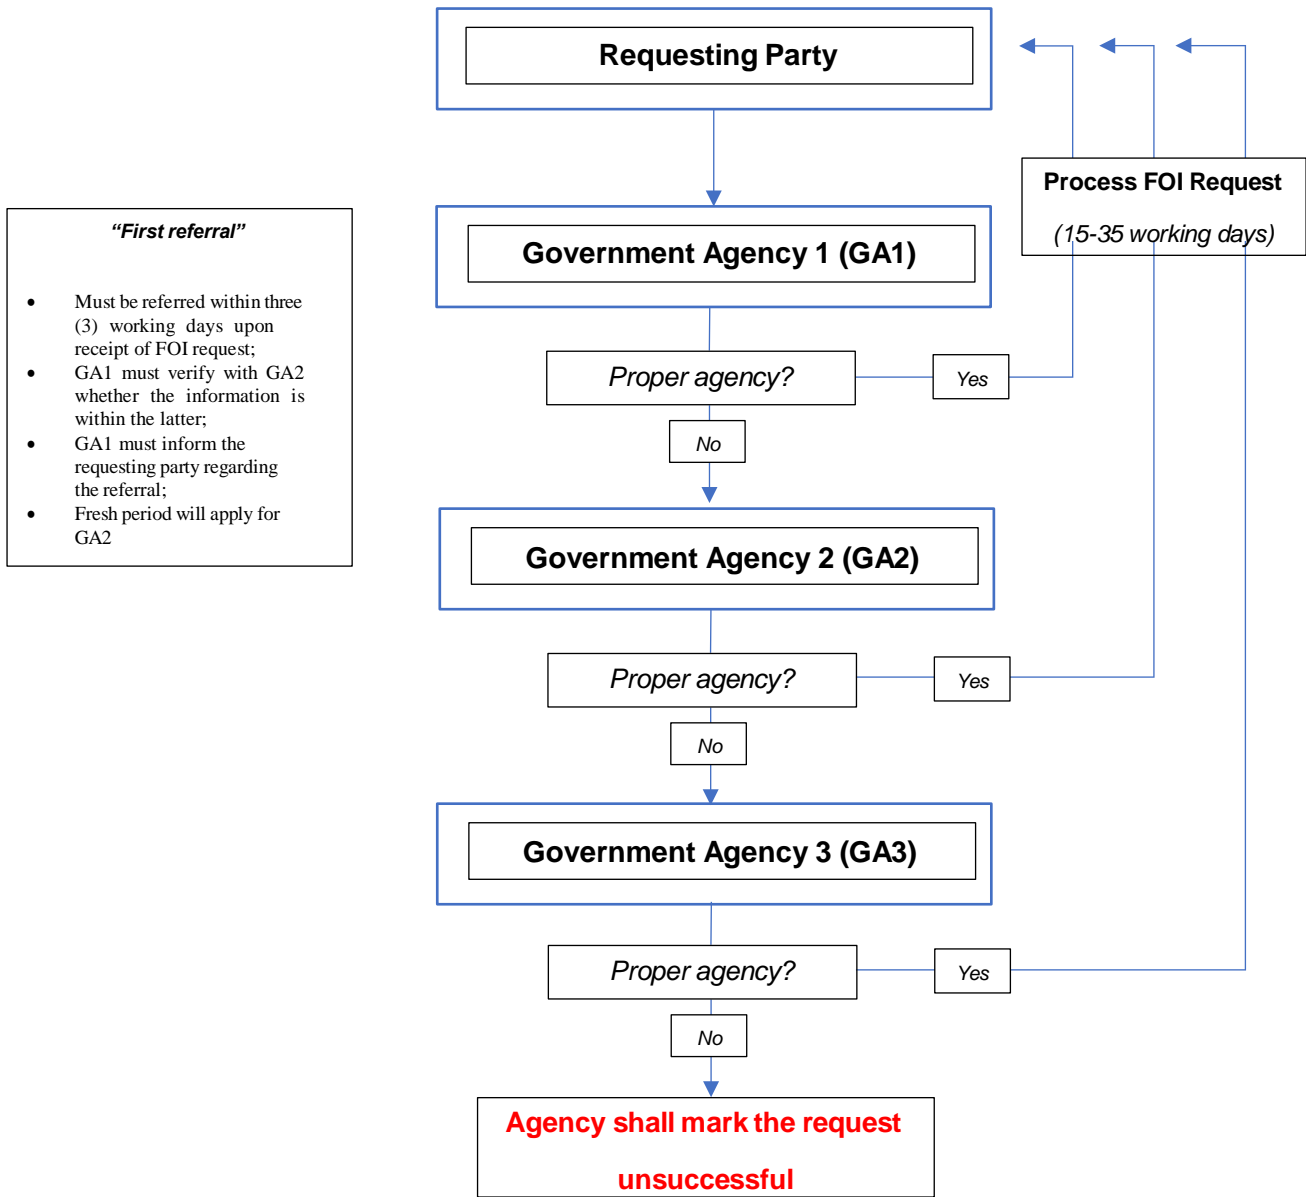 Requesting Party
Process FOI Request
(15-35 working days)
“First referral”
• Must be referred within three
(3) working days upon
receipt of FOI request;
• GA1 must verify with GA2
whether the information is
within the latter;
• GA1 must inform the
requesting party regarding
the referral;
• Fresh period will apply for
GA2
Government Agency 1 (GA1)
Proper agency?
Yes
No
Government Agency 2 (GA2)
Proper agency?
Yes
No
Government Agency 3 (GA3)
Proper agency?
Yes
No
Agency shall mark the request
unsuccessful